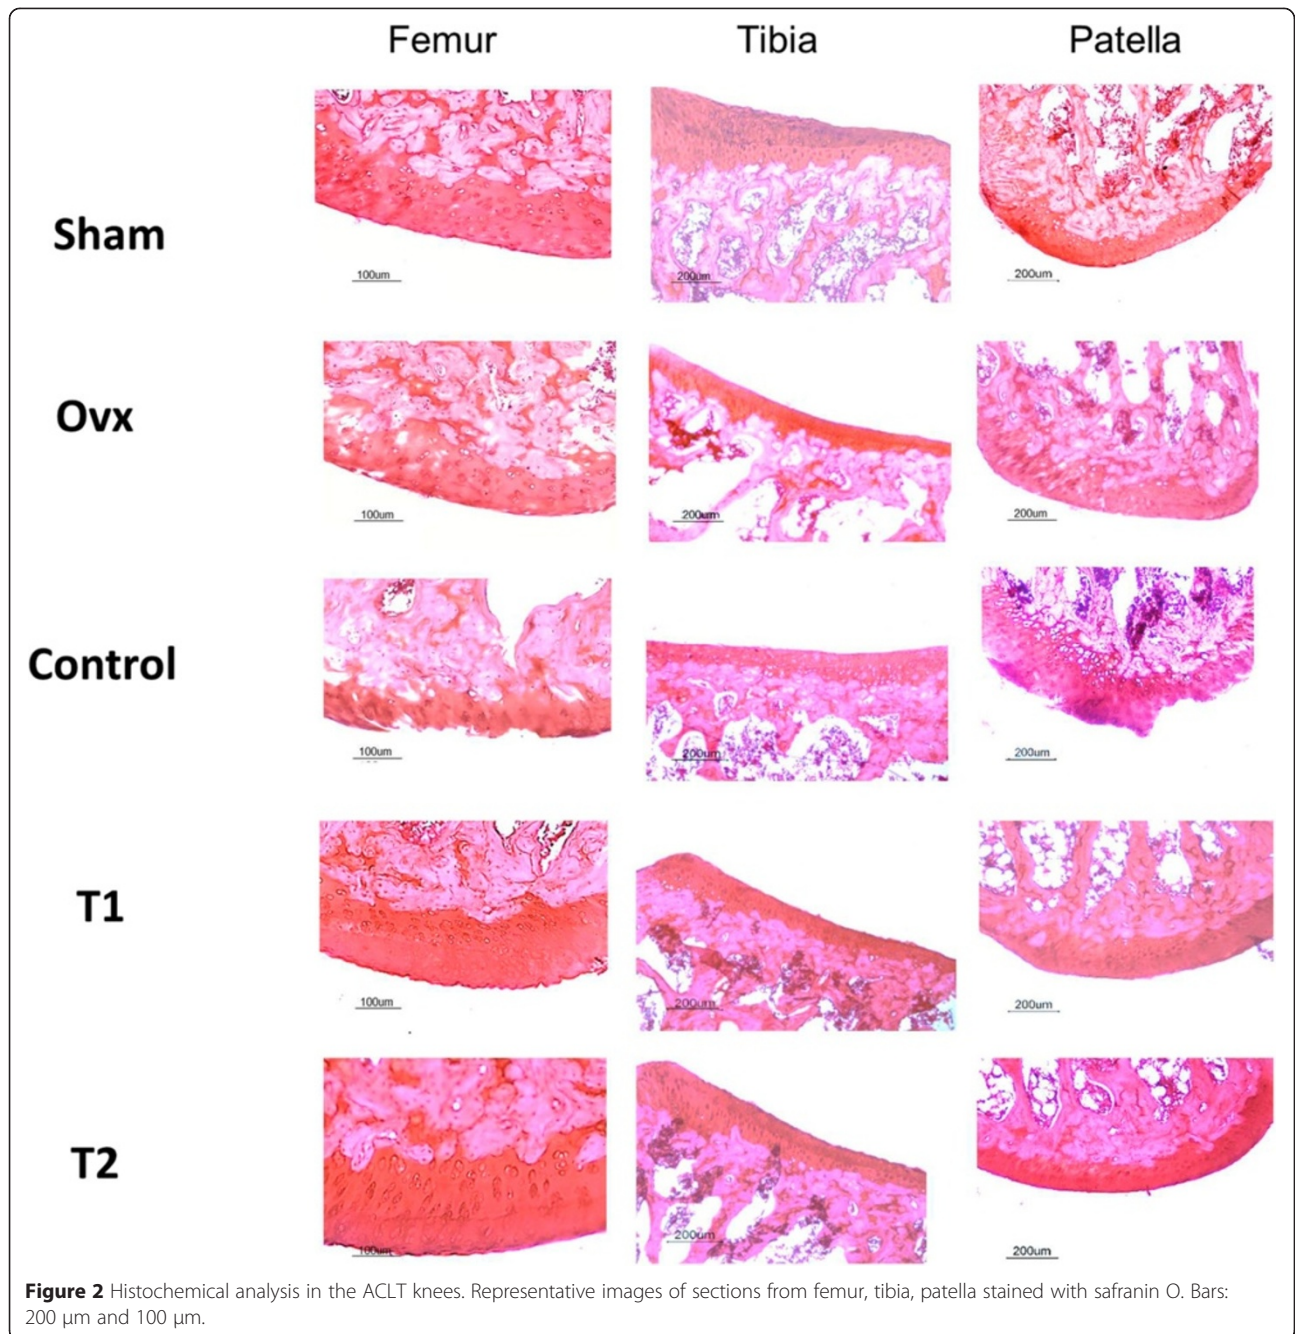 Femur Tibia Patella
Sham
100um 200um 200um
Ovx
100um 200um 200um
Control
100um 200um 200um
T1
100um 200um 200um
T2
100um 200um 200um
Figure 2 Histochemical analysis in the ACLT knees. Representative images of sections from femur, tibia, patella stained with safranin O. Bars:
200 μm and 100 μm.